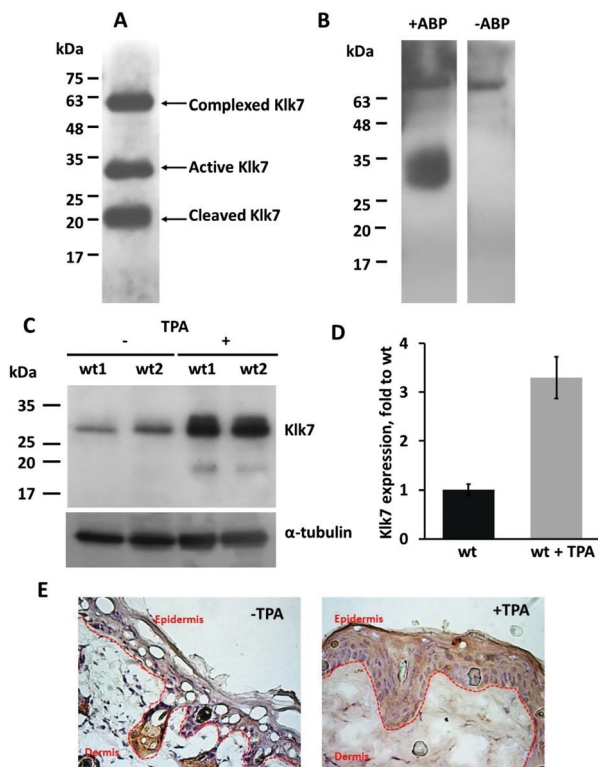 A
kDa
75
63
48
35
25
20
17
Complexed Klk7
Active Klk7
Cleaved Klk7
B
+ABP -ABP
kDa
63
48
35
25
20
17
C
TPA
- +
wt1 wt2 wt1 wt2
kDa
35
25
20
17
Klk7
α-tubulin
D
Klk7 expression, fold to wt
4
3
2
1
0
wt wt + TPA
E
Epidermis
-TPA
Dermis
Epidermis
+TPA
Dermis